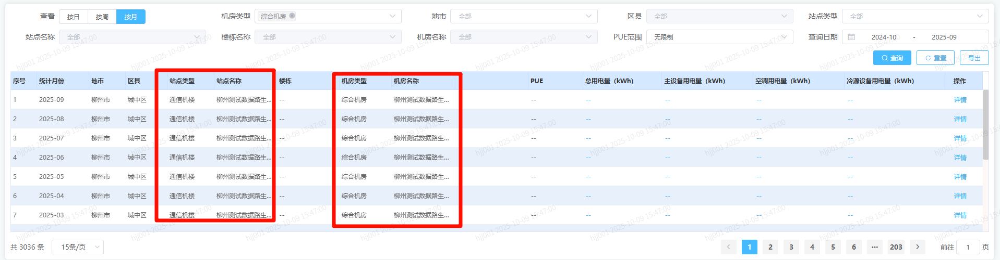 查看 按日 按周 按月 机房类型 综合机房 地市 全部 区县 全部 站点类型 全部
站点名称 全部 楼栋名称 全部 机房名称 全部 PUE范围 无限制 查询日期 2024-10 - 2025-09
查询 重置 导出
序号 统计月份 地市 区县 站点类型 站点名称 楼栋 机房类型 机房名称 PUE 总用电量（kWh） 主设备用电量（kWh） 空调用电量（kWh） 冷源设备用电量（kWh） 操作
1 2025-09 柳州市 城中区 通信机楼 柳州测试数据路生... -- 综合机房 柳州测试数据路生... -- -- -- -- -- 详情
2 2025-08 柳州市 城中区 通信机楼 柳州测试数据路生... -- 综合机房 柳州测试数据路生... -- -- -- -- -- 详情
3 2025-07 柳州市 城中区 通信机楼 柳州测试数据路生... -- 综合机房 柳州测试数据路生... -- -- -- -- -- 详情
4 2025-06 柳州市 城中区 通信机楼 柳州测试数据路生... -- 综合机房 柳州测试数据路生... -- -- -- -- -- 详情
5 2025-05 柳州市 城中区 通信机楼 柳州测试数据路生... -- 综合机房 柳州测试数据路生... -- -- -- -- -- 详情
6 2025-04 柳州市 城中区 通信机楼 柳州测试数据路生... -- 综合机房 柳州测试数据路生... -- -- -- -- -- 详情
7 2025-03 柳州市 城中区 通信机楼 柳州测试数据路生... -- 综合机房 柳州测试数据路生... -- -- -- -- -- 详情
共 3036 条 15条/页 1 2 3 4 5 6 ... 203 前往 1 页
hjj001 2025-10-09 15:47:00